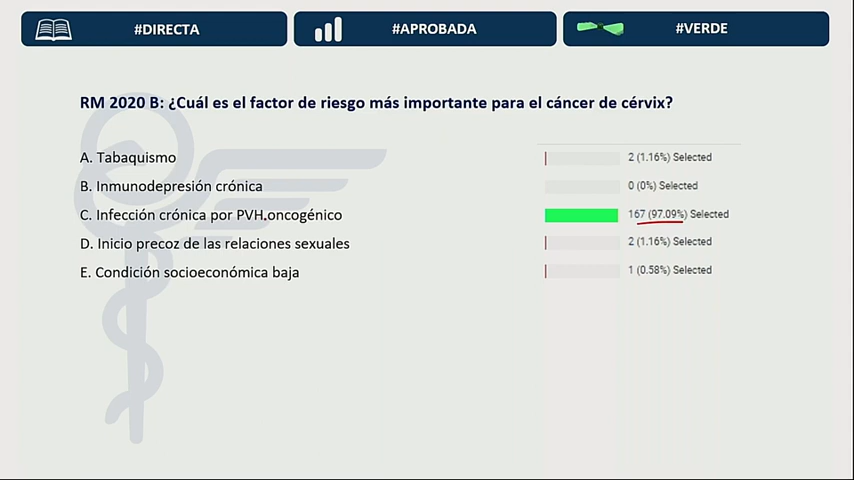 #DIRECTA
#APROBADA
#VERDE
RM 2020 B: ¿Cuál es el factor de riesgo más importante para el cáncer de cérvix?
A. Tabaquismo
2 (1.16%) Selected
B. Inmunodepresión crónica
0 (0%) Selected
C. Infección crónica por PVH,oncogénico
167 (97.09%) Selected
D. Inicio precoz de las relaciones sexuales
2 (1.16%) Selected
E. Condición socioeconómica baja
1 (0.58%) Selected